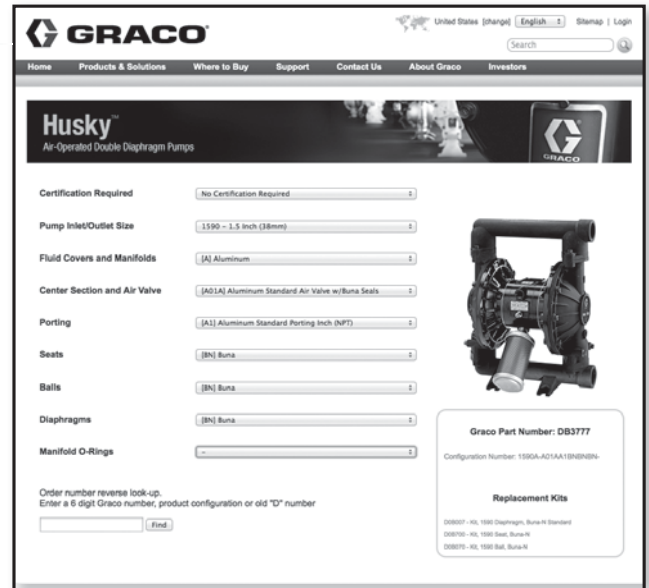 GRACO
United States [change] English Sitemap | Login
Search
Home Products & Solutions Where to Buy Support Contact Us About Graco Investors
Husky™
Air-Operated Double Diaphragm Pumps
GRACO
Certification Required No Certification Required
Pump Inlet/Outlet Size 1590 – 1.5 Inch (38mm)
Fluid Covers and Manifolds [A] Aluminum
Center Section and Air Valve [A01A] Aluminum Standard Air Valve w/Buna Seals
Porting [A1] Aluminum Standard Porting Inch (NPT)
Seats [BN] Buna
Balls [BN] Buna
Diaphragms [BN] Buna
Manifold O-Rings –
Order number reverse look-up.
Enter a 6 digit Graco number, product configuration or old "D" number
Find
Graco Part Number: DB3777
Configuration Number: 1590A-A01AA1BNBNBN-
Replacement Kits
D0B007 - Kit, 1590 Diaphragm, Buna-N Standard
D0B700 - Kit, 1590 Seat, Buna-N
D0B070 - Kit, 1590 Ball, Buna-N